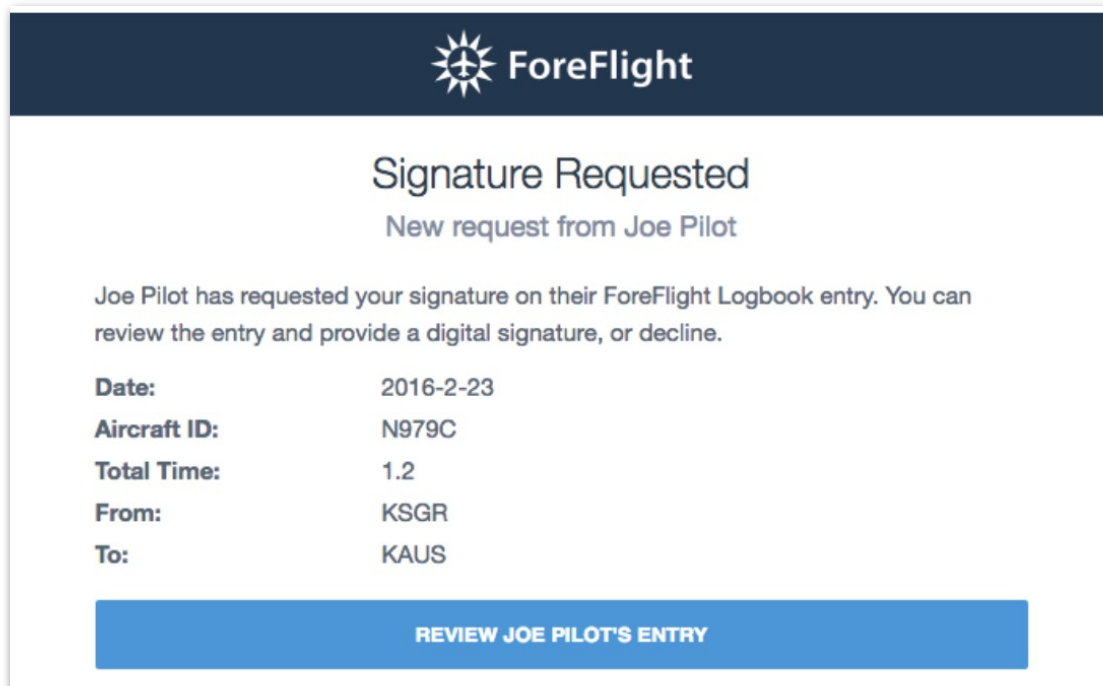 ForeFlight
Signature Requested
New request from Joe Pilot
Joe Pilot has requested your signature on their ForeFlight Logbook entry. You can
review the entry and provide a digital signature, or decline.
Date: 2016-2-23
Aircraft ID: N979C
Total Time: 1.2
From: KSGR
To: KAUS
REVIEW JOE PILOT'S ENTRY